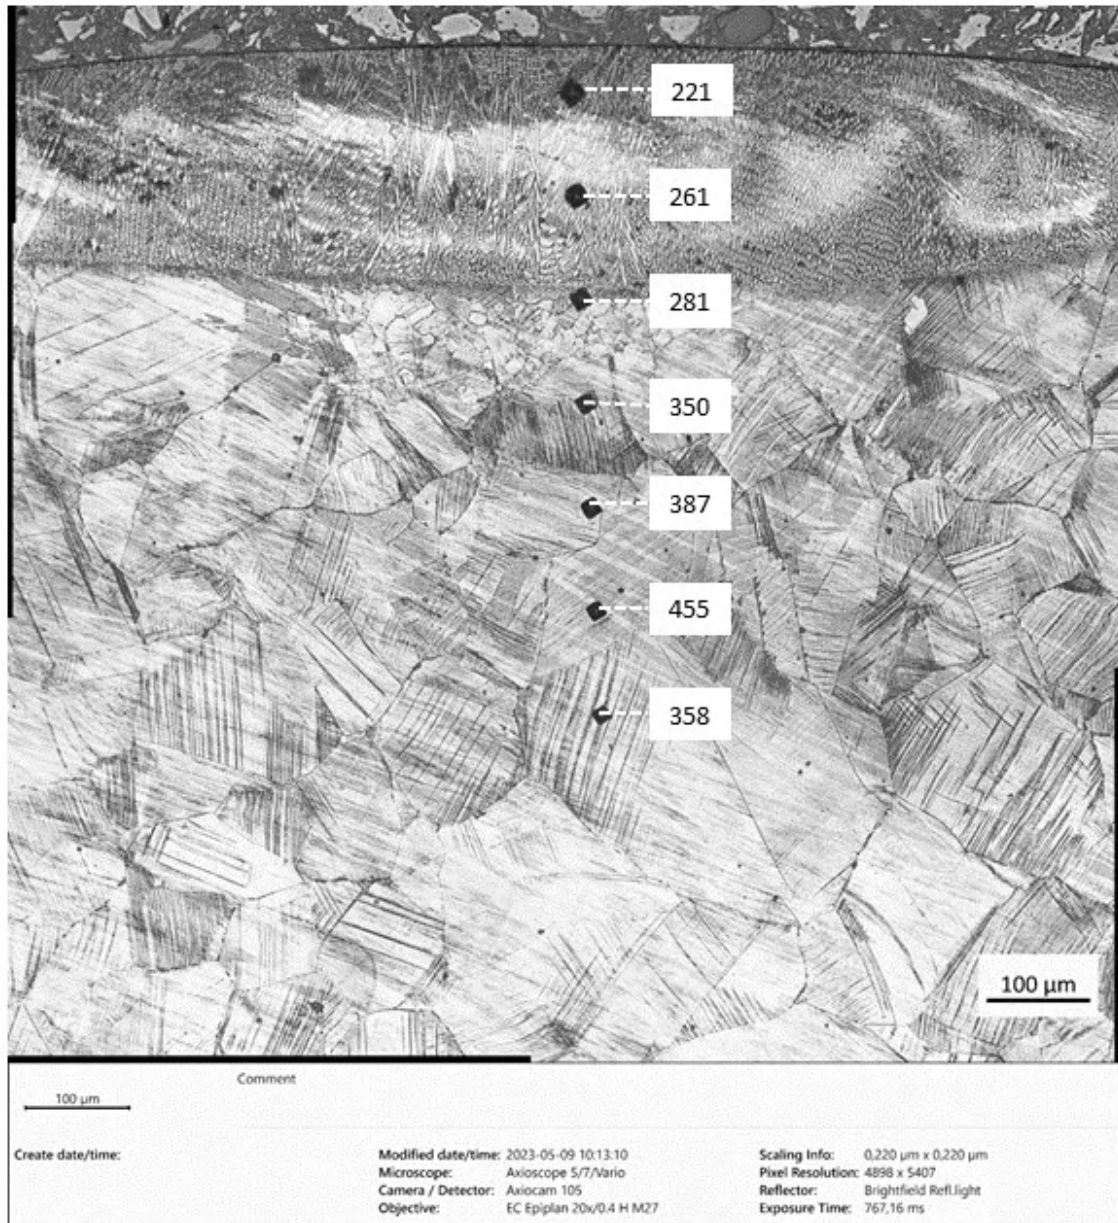 221
261
281
350
387
455
358
100 µm
Comment
100 µm
Create date/time:
Modified date/time: 2023-05-09 10:13:10
Microscope: Axioscope 5/7/Vario
Camera / Detector: Axiocam 105
Objective: EC Epiplan 20x/0.4 H M27
Scaling Info: 0,220 µm x 0,220 µm
Pixel Resolution: 4898 x 5407
Reflector: Brightfield Refl.light
Exposure Time: 767,16 ms